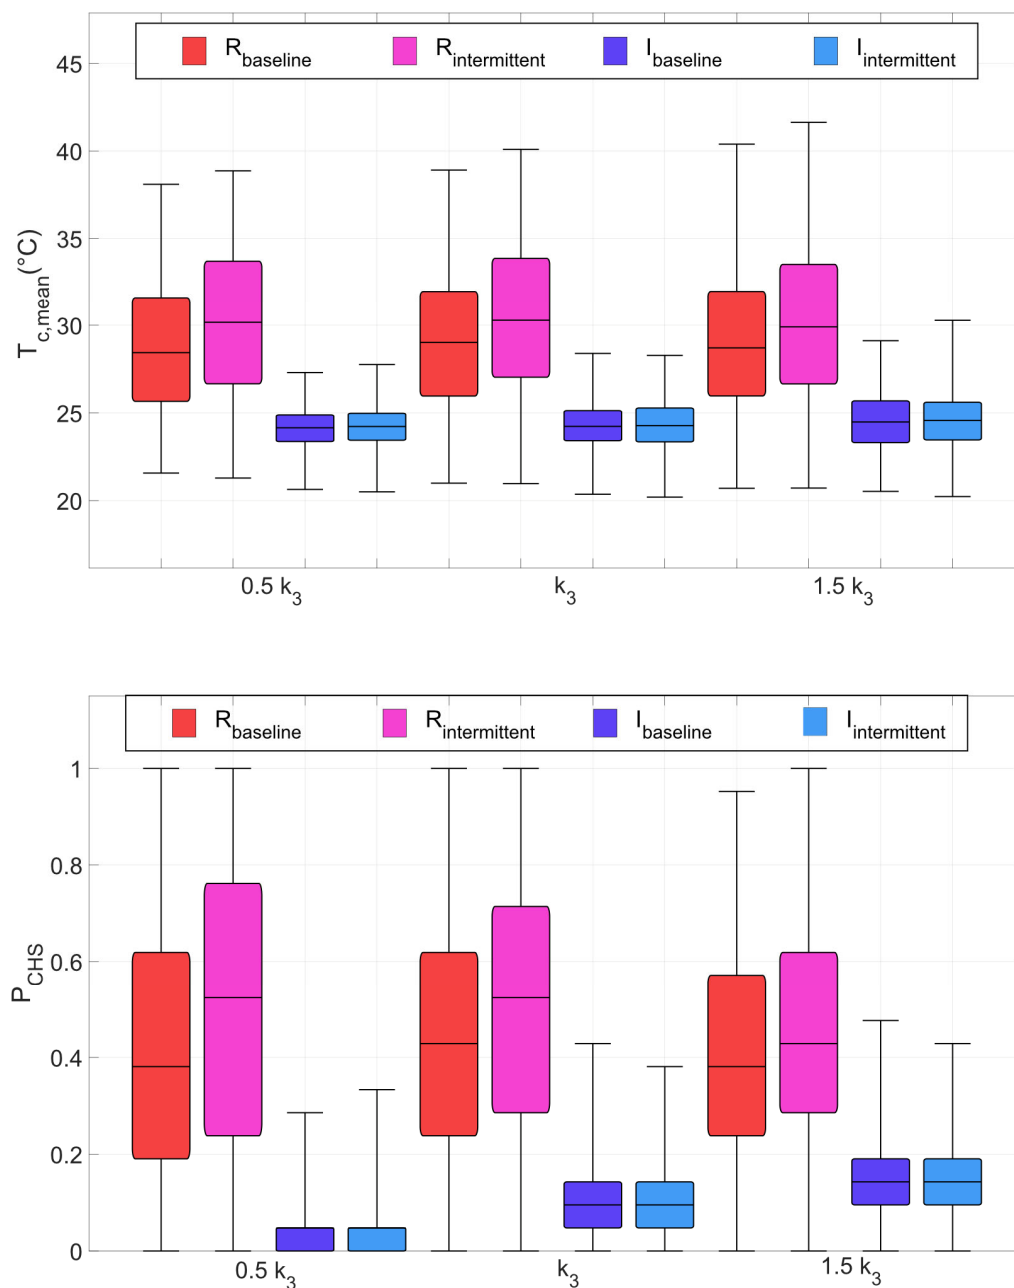 R_baseline R_intermittent I_baseline I_intermittent
45
40
35
30
25
20
T_c,mean(°C)
0.5 k_3 k_3 1.5 k_3
R_baseline R_intermittent I_baseline I_intermittent
1
0.8
0.6
0.4
0.2
0
P_CHS
0.5 k_3 k_3 1.5 k_3